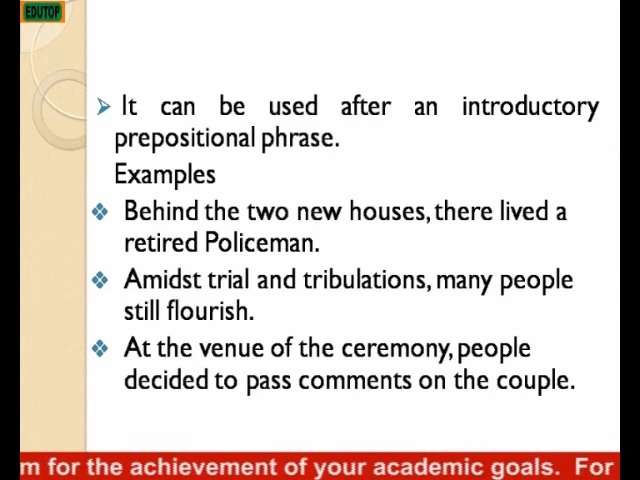 EDUTOP
It can be used after an introductory
prepositional phrase.
Examples
Behind the two new houses, there lived a
retired Policeman.
Amidst trial and tribulations, many people
still flourish.
At the venue of the ceremony, people
decided to pass comments on the couple.
m for the achievement of your academic goals. For